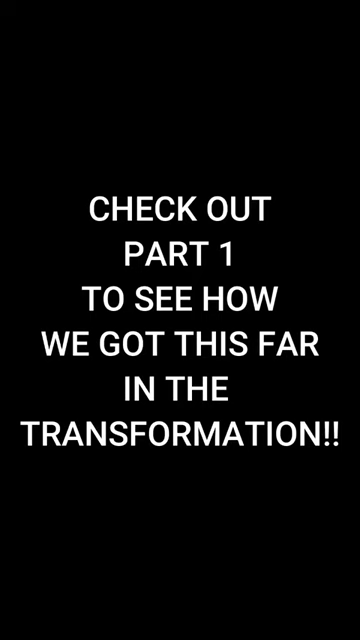 CHECK OUT
PART 1
TO SEE HOW
WE GOT THIS FAR
IN THE
TRANSFORMATION!!